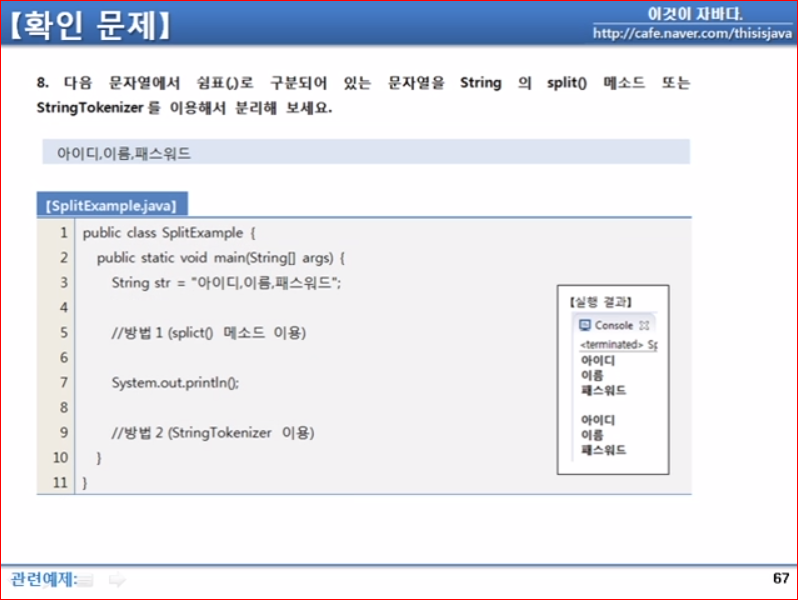 【확인 문제】
이것이 자바다.
http://cafe.naver.com/thisisjava
8. 다음 문자열에서 쉼표(,)로 구분되어 있는 문자열을 String 의 split() 메소드 또는
StringTokenizer 를 이용해서 분리해 보세요.
아이디,이름,패스워드
【SplitExample.java】
1 public class SplitExample {
2 public static void main(String[] args) {
3 String str = "아이디,이름,패스워드";
4
5 //방법 1 (splict() 메소드 이용)
6
7 System.out.println();
8
9 //방법 2 (StringTokenizer 이용)
10 }
11 }
【실행 결과】
Console
<terminated> Sp
아이디
이름
패스워드
아이디
이름
패스워드
관련예제:
67